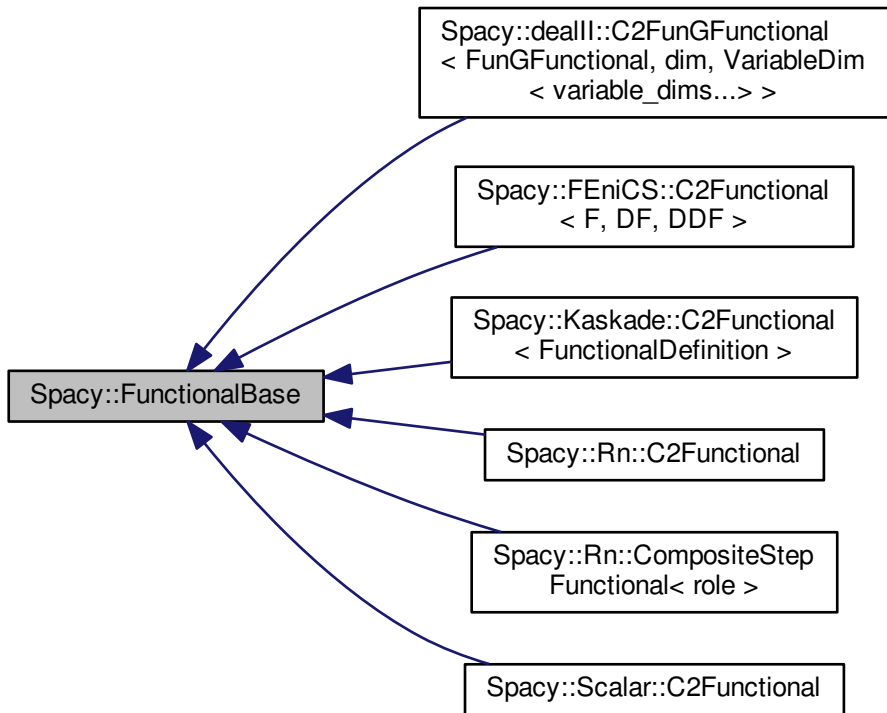 Spacy::dealII::C2FunGFunctional
< FunGFunctional, dim, VariableDim
< variable_dims...> >
Spacy::FEniCS::C2Functional
< F, DF, DDF >
Spacy::Kaskade::C2Functional
< FunctionalDefinition >
Spacy::FunctionalBase
Spacy::Rn::C2Functional
Spacy::Rn::CompositeStep
Functional< role >
Spacy::Scalar::C2Functional